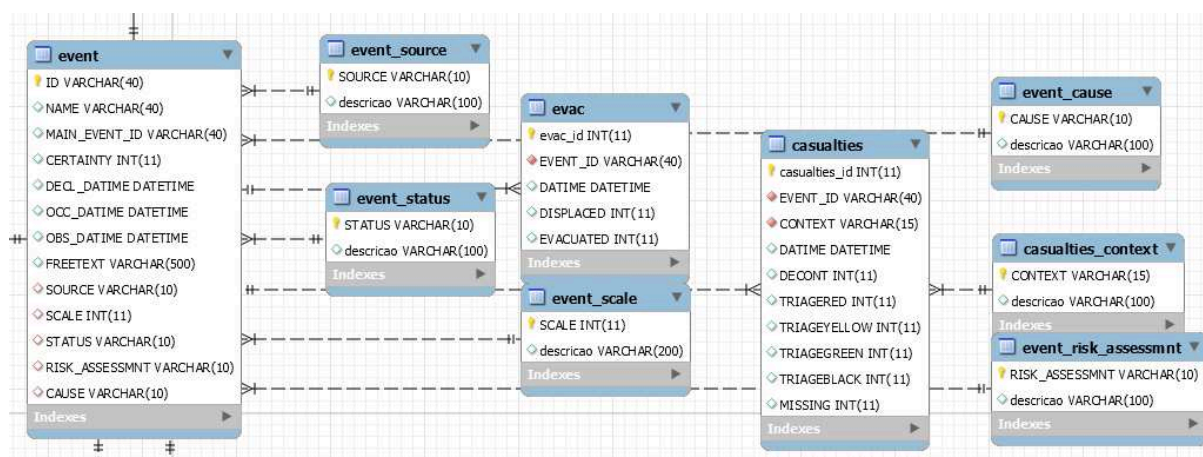 event
ID VARCHAR(40)
NAME VARCHAR(40)
MAIN_EVENT_ID VARCHAR(40)
CERTAINTY INT(11)
DECL_DATIME DATETIME
OCC_DATIME DATETIME
OBS_DATIME DATETIME
FREETEXT VARCHAR(500)
SOURCE VARCHAR(10)
SCALE INT(11)
STATUS VARCHAR(10)
RISK_ASSESSMNT VARCHAR(10)
CAUSE VARCHAR(10)
Indexes
event_source
SOURCE VARCHAR(10)
descricao VARCHAR(100)
Indexes
event_status
STATUS VARCHAR(10)
descricao VARCHAR(100)
Indexes
evac
evac_id INT(11)
EVENT_ID VARCHAR(40)
DATIME DATETIME
DISPLACED INT(11)
EVACUATED INT(11)
Indexes
event_scale
SCALE INT(11)
descricao VARCHAR(200)
Indexes
casualties
casualties_id INT(11)
EVENT_ID VARCHAR(40)
CONTEXT VARCHAR(15)
DATIME DATETIME
DECONT INT(11)
TRIAGERED INT(11)
TRIAGEYELLOW INT(11)
TRIAGEGREEN INT(11)
TRIAGEBLACK INT(11)
MISSING INT(11)
Indexes
event_cause
CAUSE VARCHAR(10)
descricao VARCHAR(100)
Indexes
casualties_context
CONTEXT VARCHAR(15)
descricao VARCHAR(100)
Indexes
event_risk_assessmnt
RISK_ASSESSMNT VARCHAR(10)
descricao VARCHAR(100)
Indexes